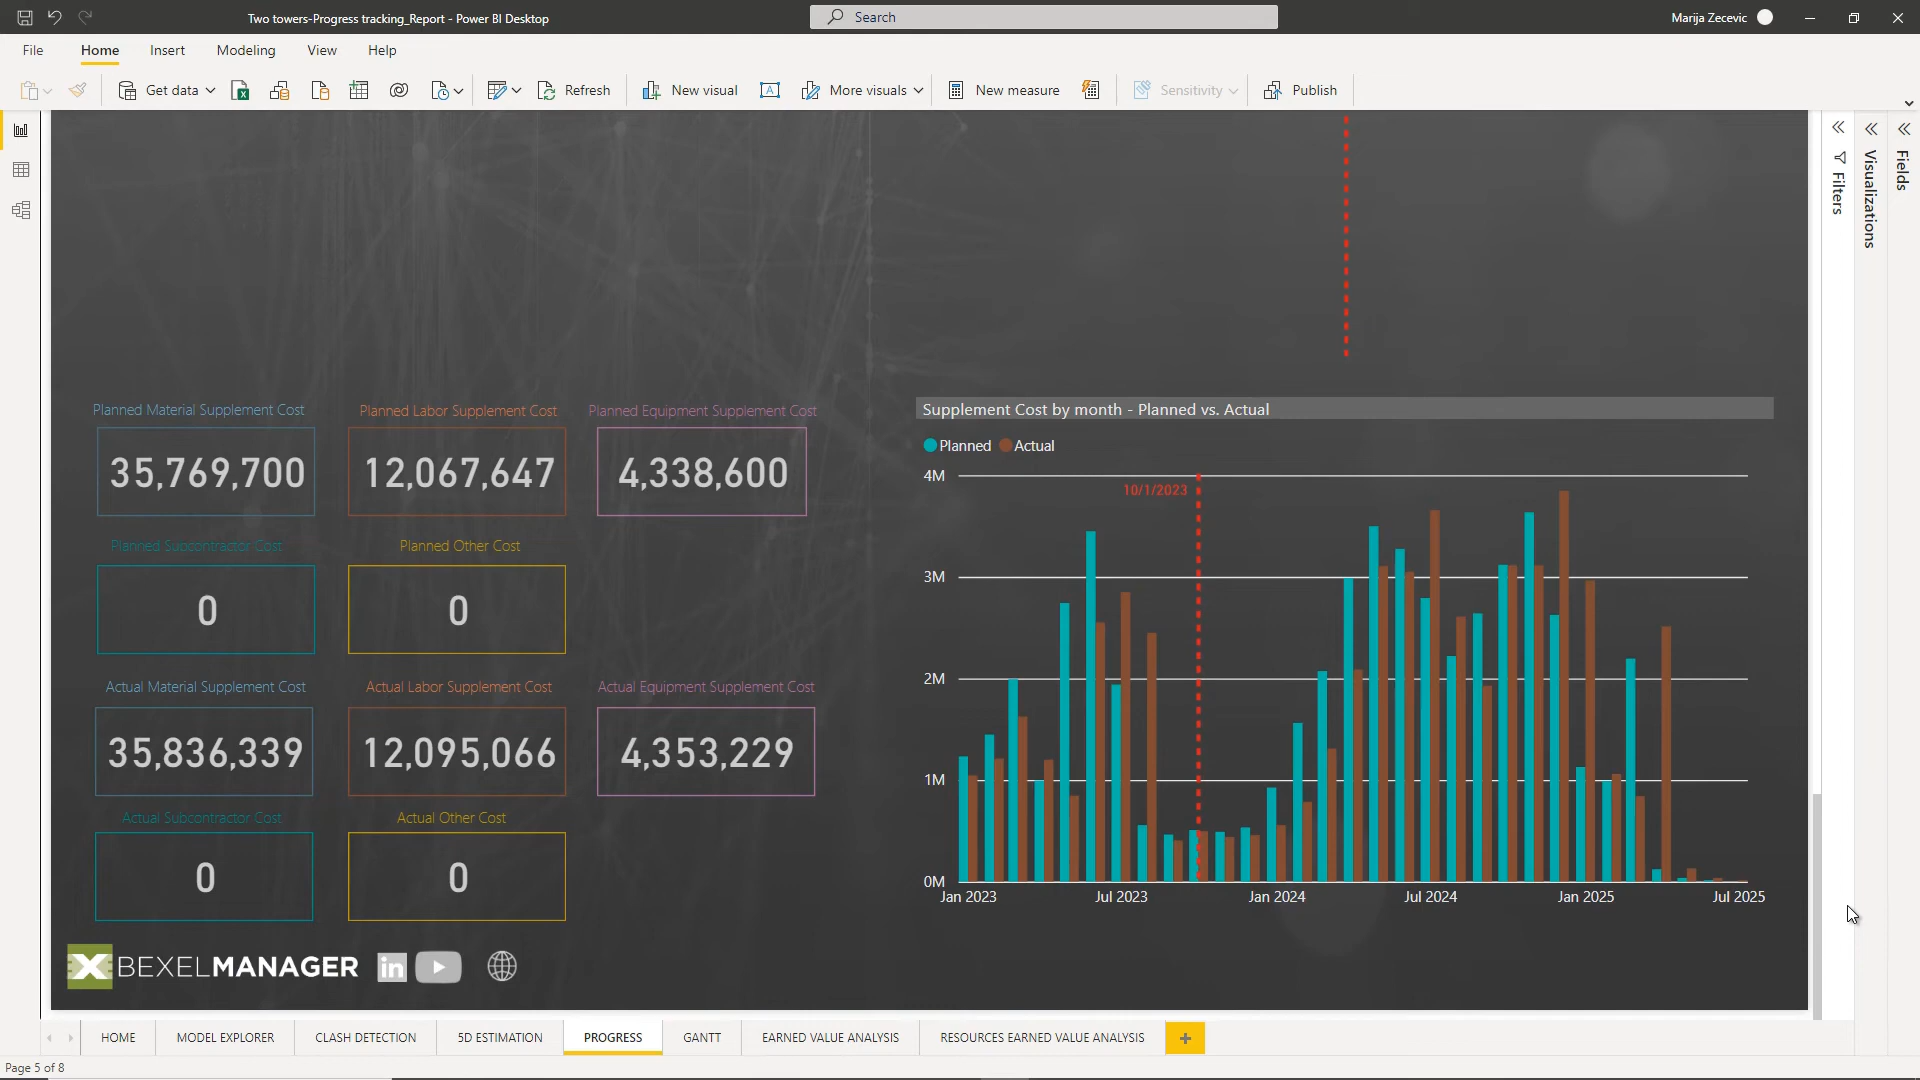 Two towers-Progress tracking_Report - Power BI Desktop
Search
Marija Zecevic
File Home Insert Modeling View Help
Get data
Refresh
New visual
A
More visuals
New measure
Sensitivity
Publish
Filters
Visualizations
Fields
Planned Material Supplement Cost
35,769,700
Planned Labor Supplement Cost
12,067,647
Planned Equipment Supplement Cost
4,338,600
Planned Subcontractor Cost
0
Planned Other Cost
0
Actual Material Supplement Cost
35,836,339
Actual Labor Supplement Cost
12,095,066
Actual Equipment Supplement Cost
4,353,229
Actual Subcontractor Cost
0
Actual Other Cost
0
Supplement Cost by month - Planned vs. Actual
Planned Actual
4M
10/1/2023
3M
2M
1M
0M
Jan 2023 Jul 2023 Jan 2024 Jul 2024 Jan 2025 Jul 2025
BEXELMANAGER
in
HOME MODEL EXPLORER CLASH DETECTION 5D ESTIMATION PROGRESS GANTT EARNED VALUE ANALYSIS RESOURCES EARNED VALUE ANALYSIS
Page 5 of 8